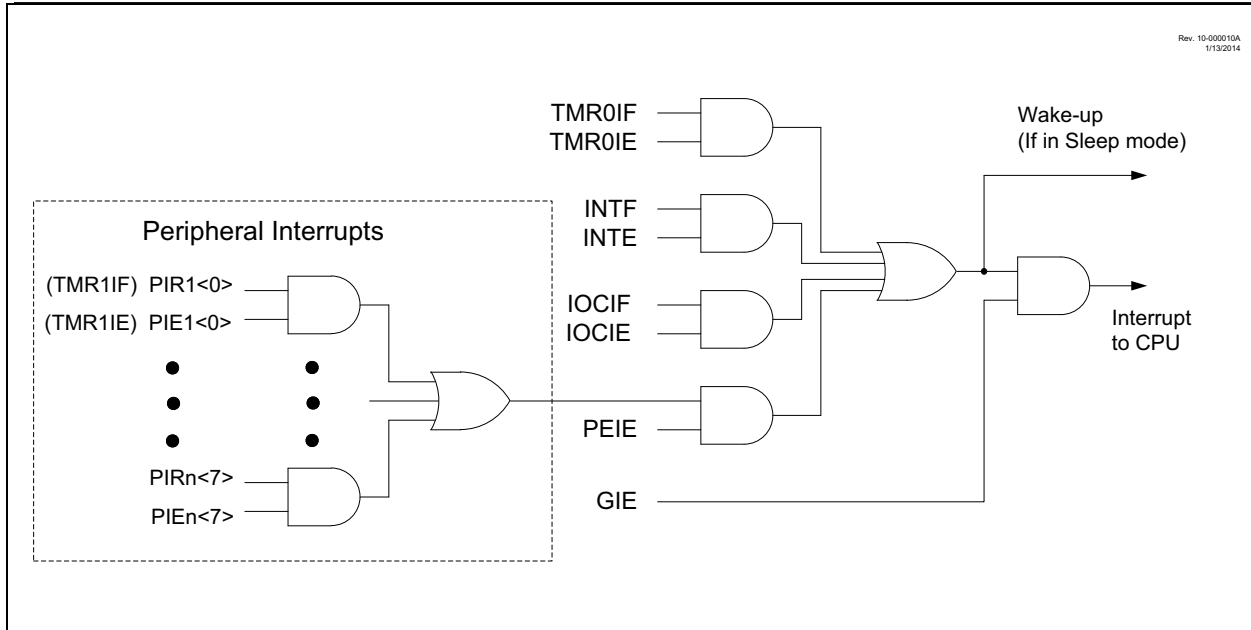 Rev. 10-000010A
1/13/2014
TMR0IF
TMR0IE
Wake-up
(If in Sleep mode)
INTF
INTE
Peripheral Interrupts
(TMR1IF) PIR1<0>
(TMR1IE) PIE1<0>
IOCIF
IOCIE
Interrupt
to CPU
PEIE
PIRn<7>
PIEn<7>
GIE